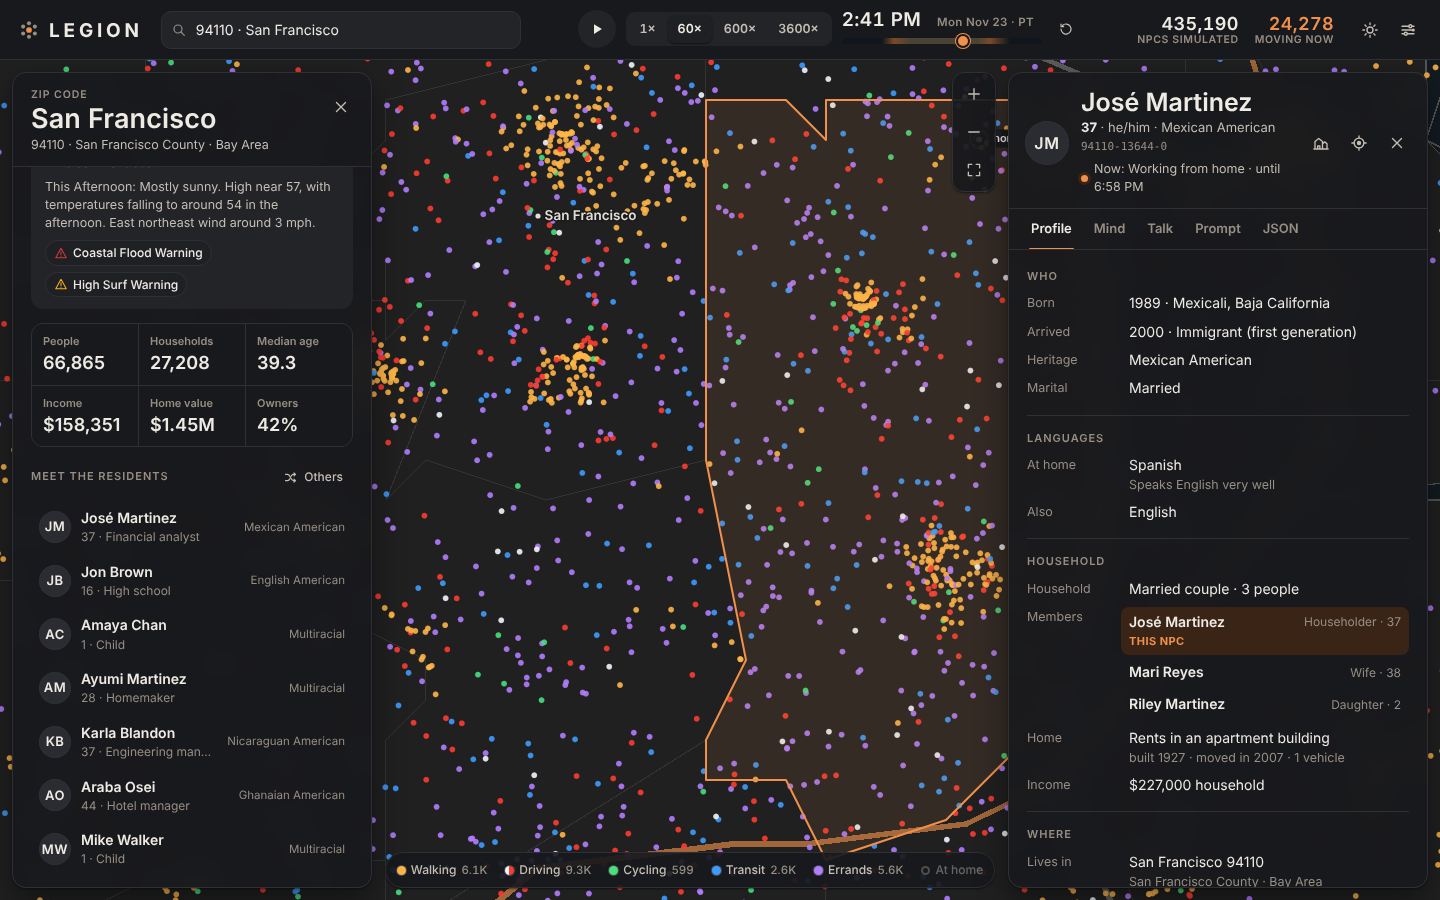 LEGION
94110 · San Francisco
1×
60×
600×
3600×
2:41 PM
Mon Nov 23 · PT
435,190
NPCS SIMULATED
24,278
MOVING NOW
ZIP CODE
San Francisco
94110 · San Francisco County · Bay Area
This Afternoon: Mostly sunny. High near 57, with
temperatures falling to around 54 in the
afternoon. East northeast wind around 3 mph.
Coastal Flood Warning
High Surf Warning
People
66,865
Households
27,208
Median age
39.3
Income
$158,351
Home value
$1.45M
Owners
42%
MEET THE RESIDENTS
Others
JM
José Martinez
37 · Financial analyst
Mexican American
JB
Jon Brown
16 · High school
English American
AC
Amaya Chan
1 · Child
Multiracial
AM
Ayumi Martinez
28 · Homemaker
Multiracial
KB
Karla Blandon
37 · Engineering man...
Nicaraguan American
AO
Araba Osei
44 · Hotel manager
Ghanaian American
MW
Mike Walker
1 · Child
Multiracial
San Francisco
Walking 6.1K
Driving 9.3K
Cycling 599
Transit 2.6K
Errands 5.6K
At home
JM
José Martinez
37 · he/him · Mexican American
94110-13644-0
Now: Working from home · until
6:58 PM
Profile
Mind
Talk
Prompt
JSON
WHO
Born
1989 · Mexicali, Baja California
Arrived
2000 · Immigrant (first generation)
Heritage
Mexican American
Marital
Married
LANGUAGES
At home
Spanish
Speaks English very well
Also
English
HOUSEHOLD
Household
Married couple · 3 people
Members
José Martinez
Householder · 37
THIS NPC
Mari Reyes
Wife · 38
Riley Martinez
Daughter · 2
Home
Rents in an apartment building
built 1927 · moved in 2007 · 1 vehicle
Income
$227,000 household
WHERE
Lives in
San Francisco 94110
San Francisco County · Bay Area